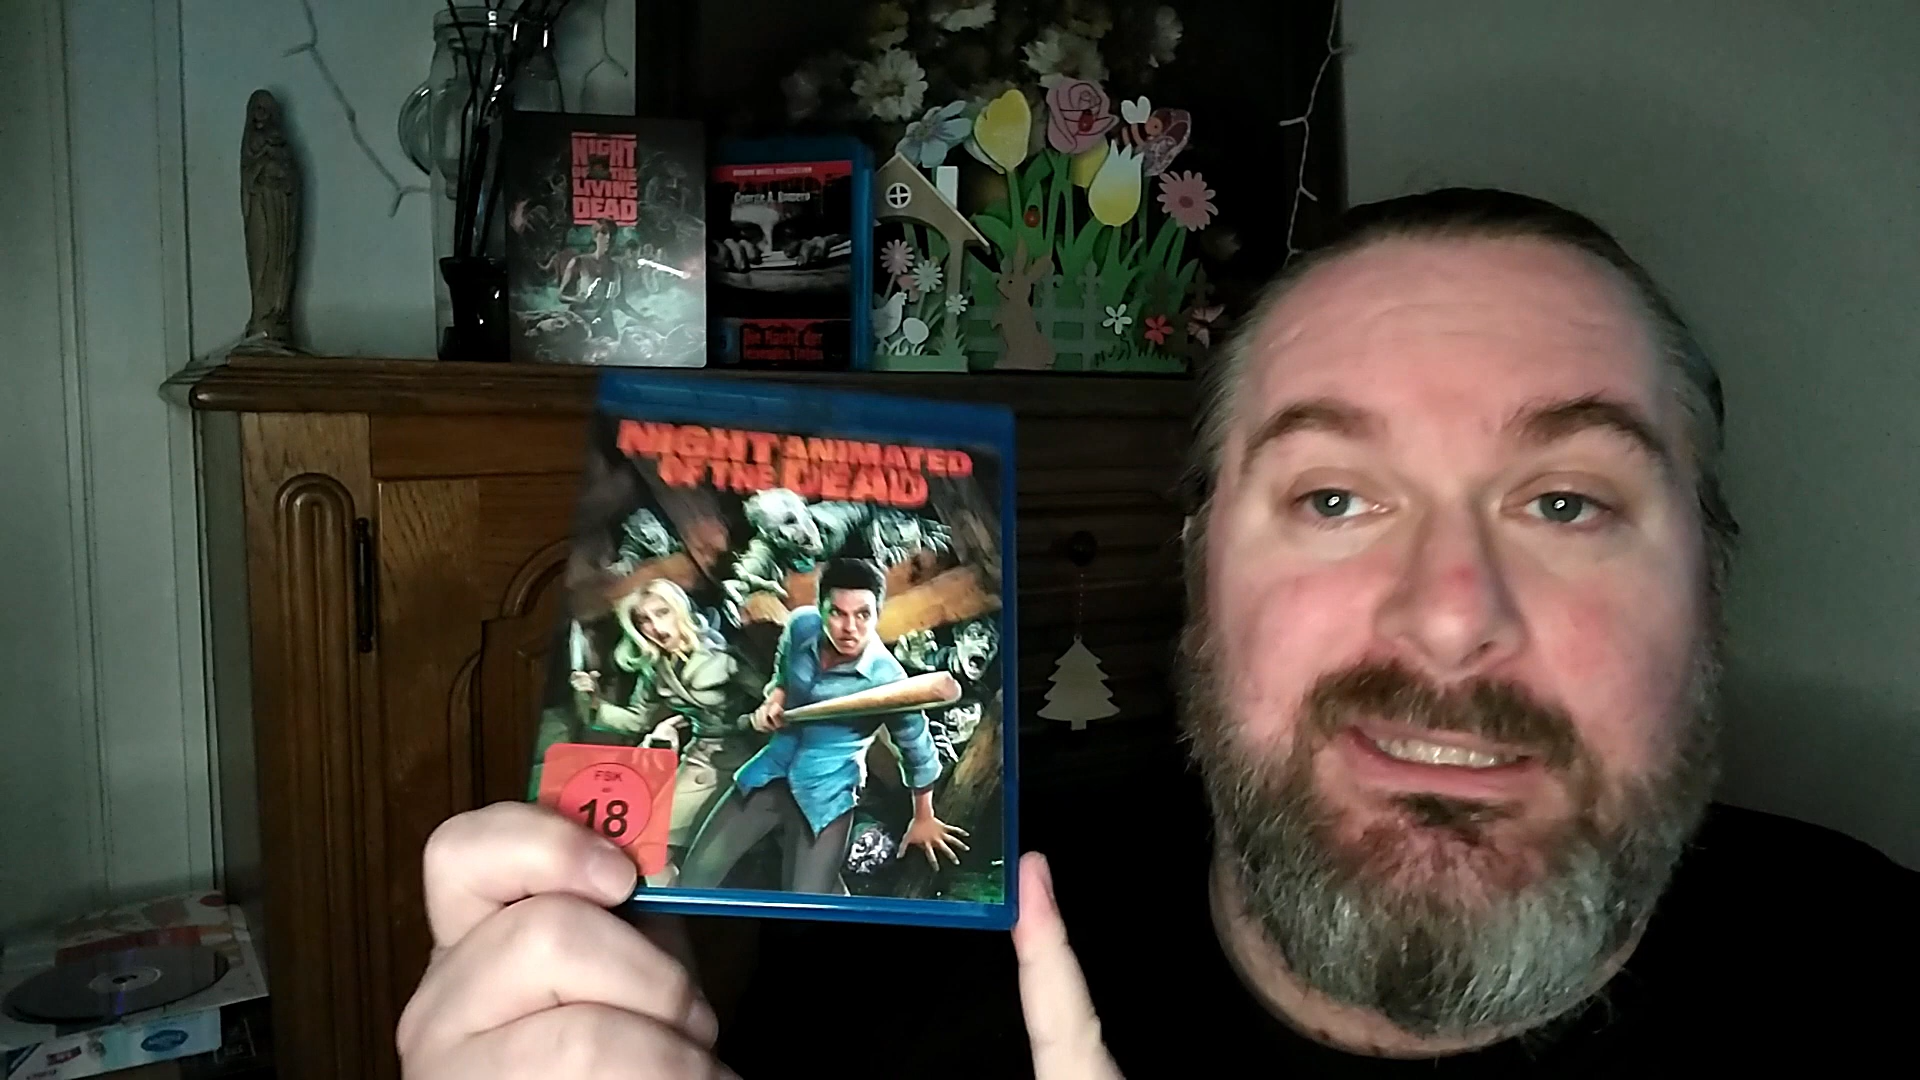 NIGHT
OF THE
LIVING
DEAD
George A. Romero
Die Nacht der
lebenden Toten
NIGHT ANIMATED
OF THE DEAD
FSK
ab
18